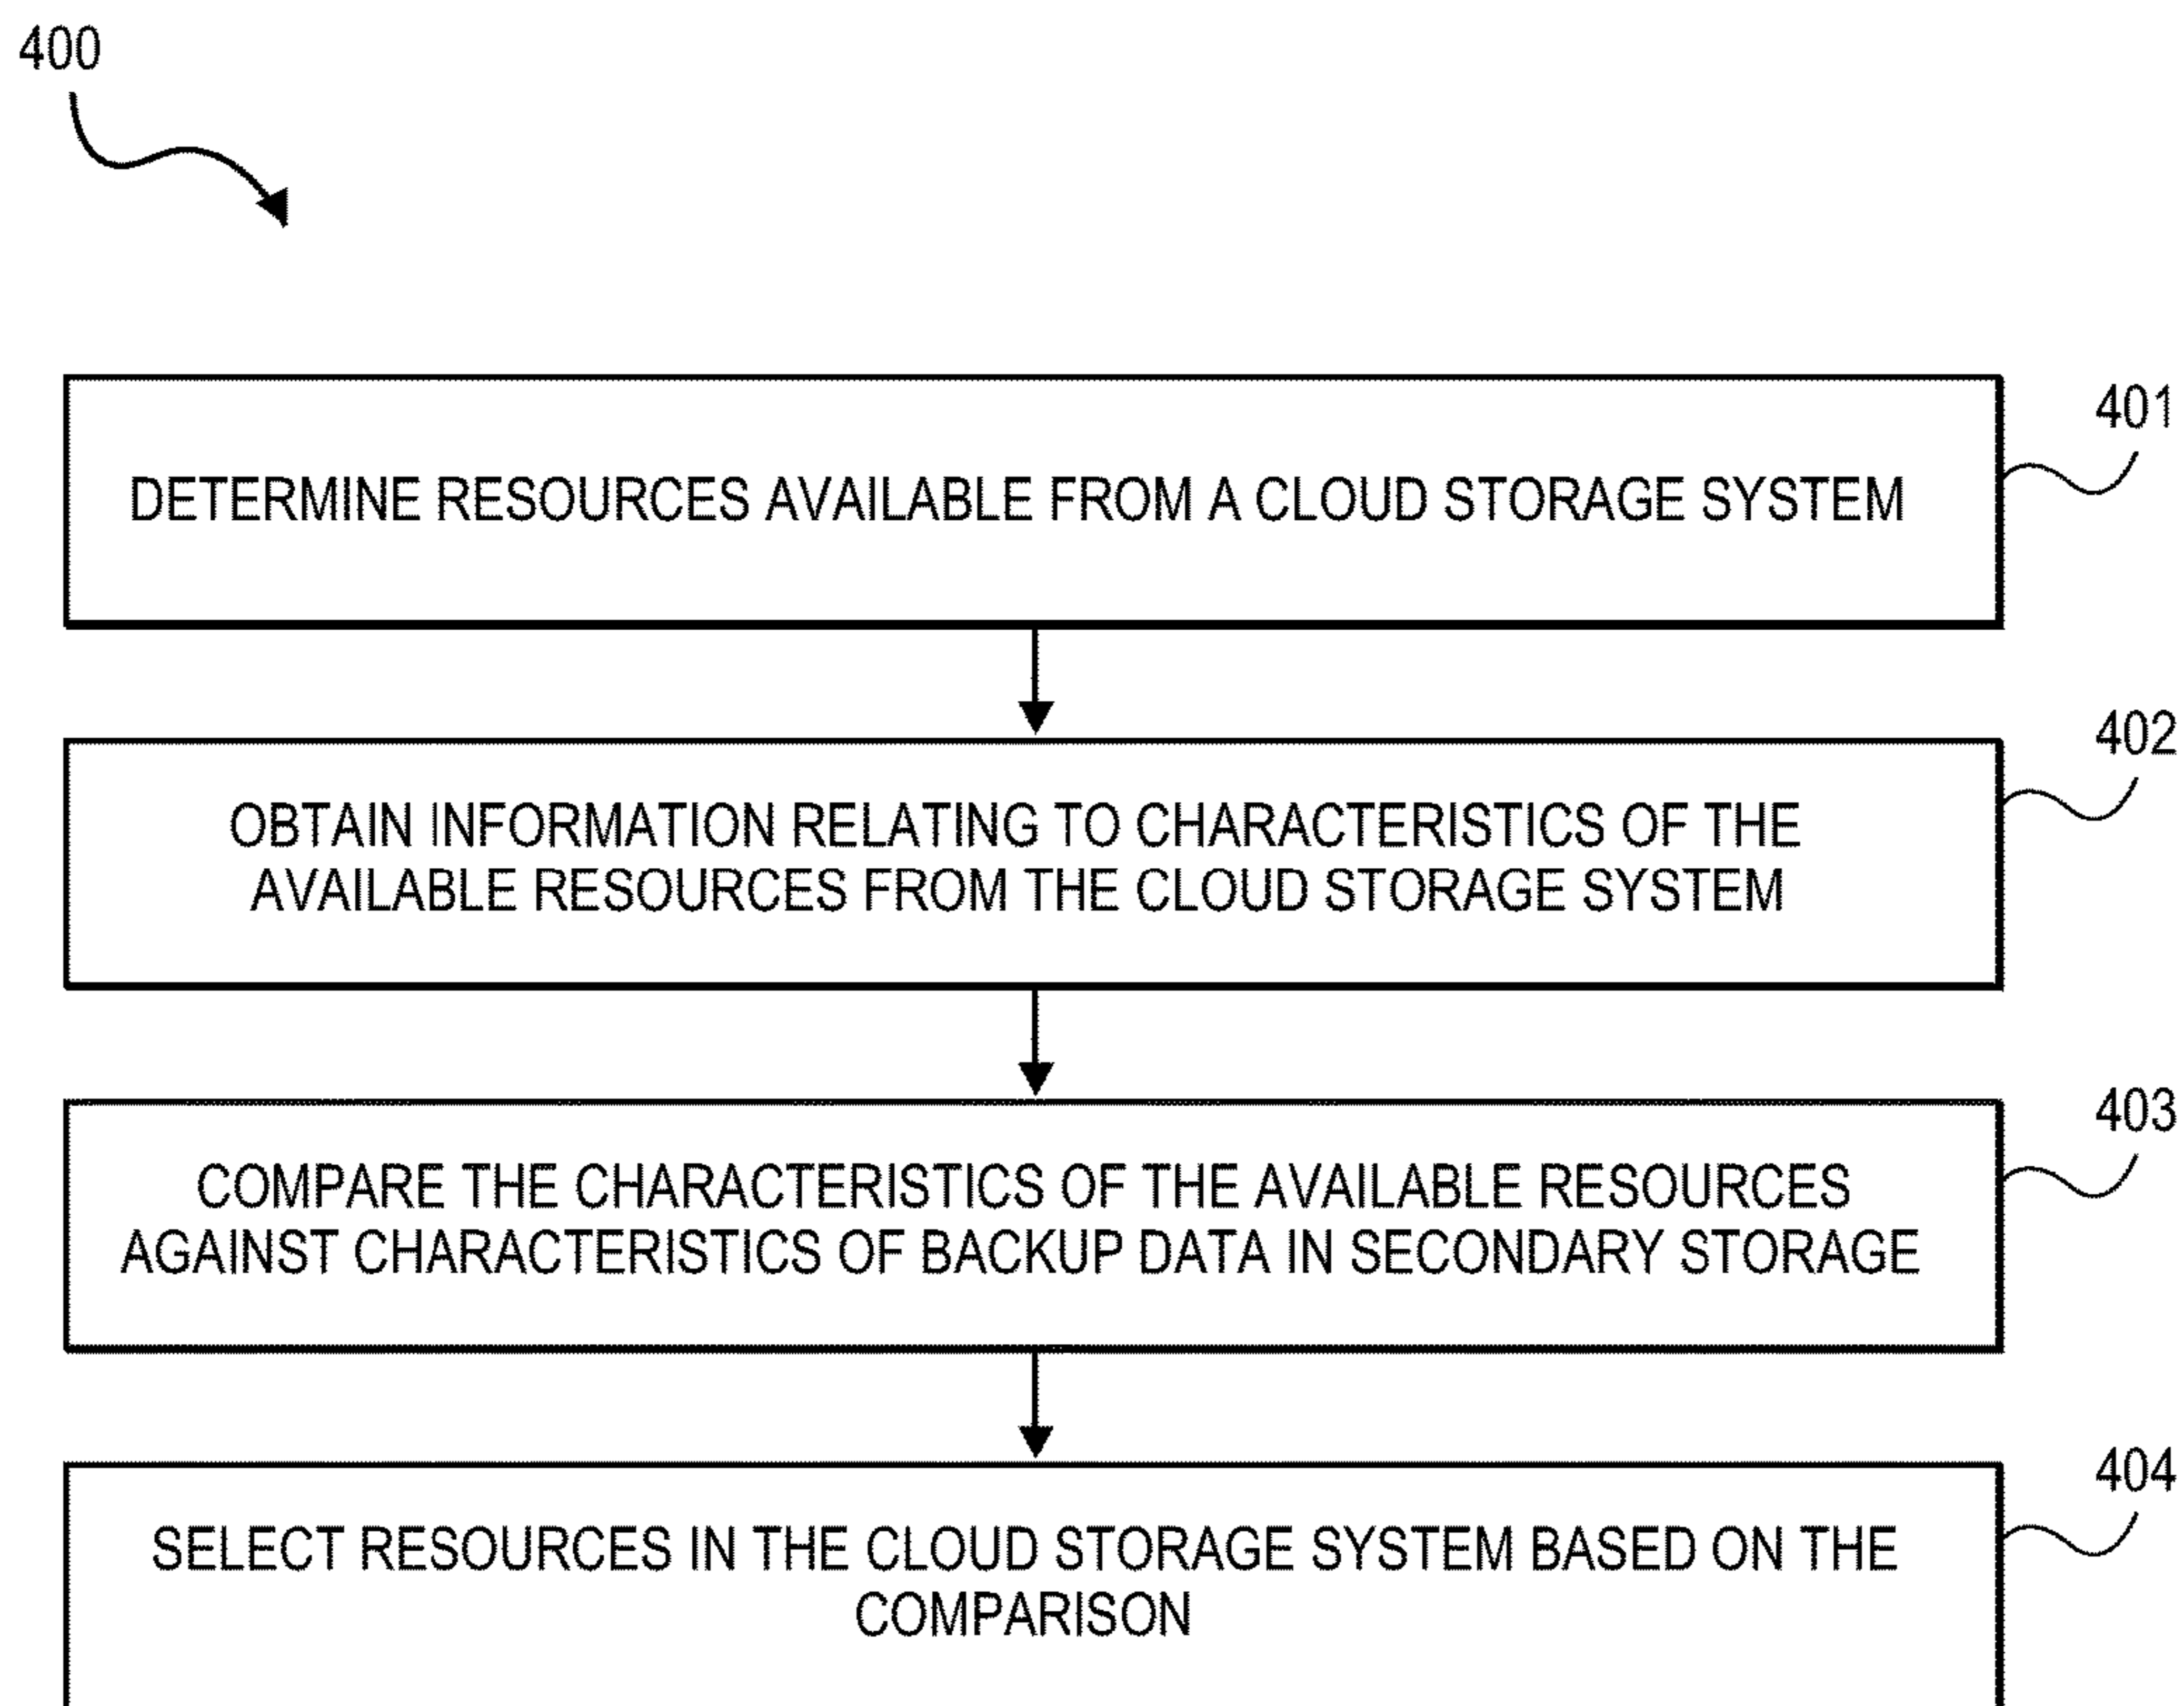 400
401
DETERMINE RESOURCES AVAILABLE FROM A CLOUD STORAGE SYSTEM
402
OBTAIN INFORMATION RELATING TO CHARACTERISTICS OF THE
AVAILABLE RESOURCES FROM THE CLOUD STORAGE SYSTEM
403
COMPARE THE CHARACTERISTICS OF THE AVAILABLE RESOURCES
AGAINST CHARACTERISTICS OF BACKUP DATA IN SECONDARY STORAGE
404
SELECT RESOURCES IN THE CLOUD STORAGE SYSTEM BASED ON THE
COMPARISON